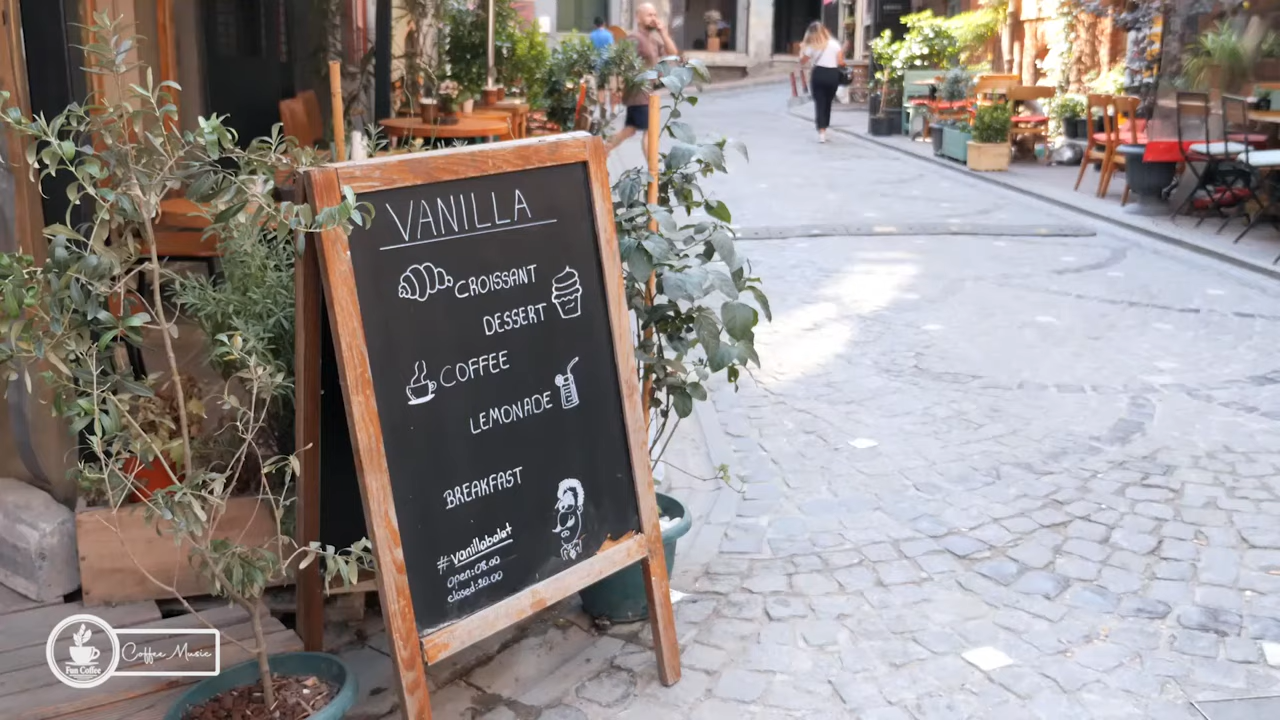 VANILLA
CROISSANT
DESSERT
COFFEE
LEMONADE
BREAKFAST
#vanillabalat
open:08.00
closed:20.00
Fun Coffee
Coffee Music